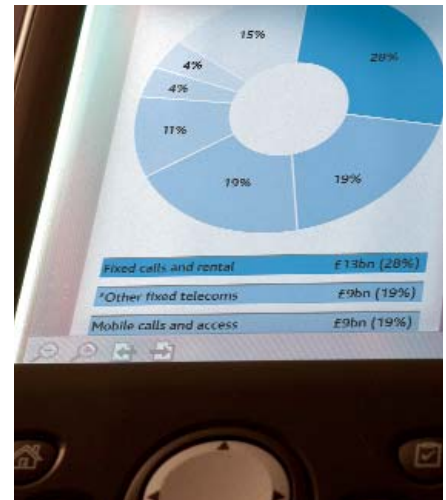 15%
28%
4%
4%
11%
19%
19%
Fixed calls and rental £13bn (28%)
*Other fixed telecoms £9bn (19%)
Mobile calls and access £9bn (19%)